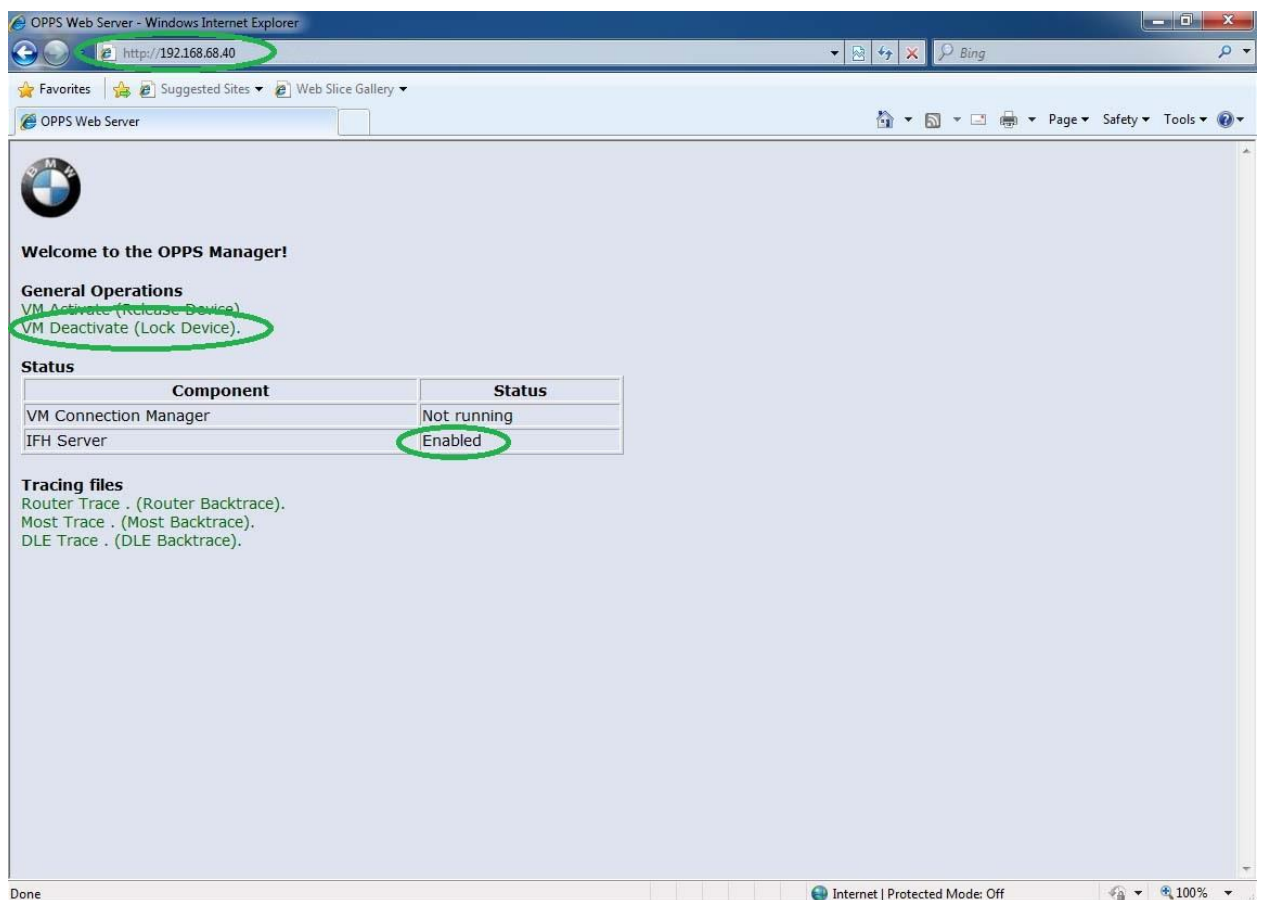 OPPS Web Server - Windows Internet Explorer
http://192.168.68.40
Bing
Favorites Suggested Sites Web Slice Gallery
OPPS Web Server
Page Safety Tools
BMW
Welcome to the OPPS Manager!
General Operations
VM Activate (Release Device).
VM Deactivate (Lock Device).
Status
Component Status
VM Connection Manager Not running
IFH Server Enabled
Tracing files
Router Trace . (Router Backtrace).
Most Trace . (Most Backtrace).
DLE Trace . (DLE Backtrace).
Done Internet | Protected Mode: Off 100%